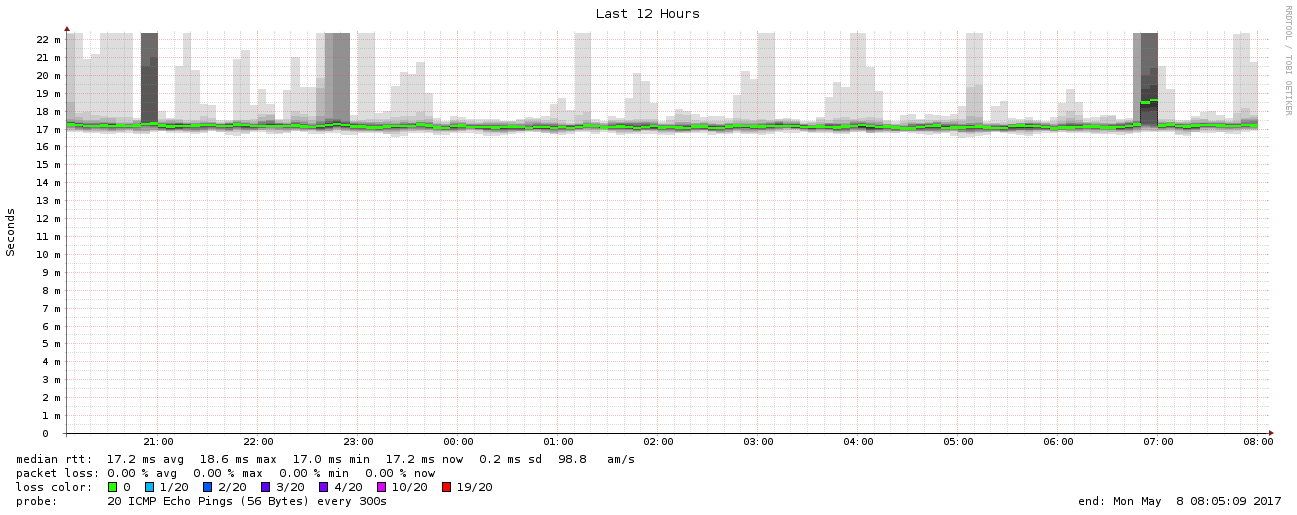 Last 12 Hours
RRDTOOL / TOBI OETIKER
Seconds
22 m
21 m
20 m
19 m
18 m
17 m
16 m
15 m
14 m
13 m
12 m
11 m
10 m
9 m
8 m
7 m
6 m
5 m
4 m
3 m
2 m
1 m
0
21:00 22:00 23:00 00:00 01:00 02:00 03:00 04:00 05:00 06:00 07:00 08:00
median rtt: 17.2 ms avg 18.6 ms max 17.0 ms min 17.2 ms now 0.2 ms sd 98.8 am/s
packet loss: 0.00 % avg 0.00 % max 0.00 % min 0.00 % now
loss color: 0 1/20 2/20 3/20 4/20 10/20 19/20
probe: 20 ICMP Echo Pings (56 Bytes) every 300s end: Mon May 8 08:05:09 2017